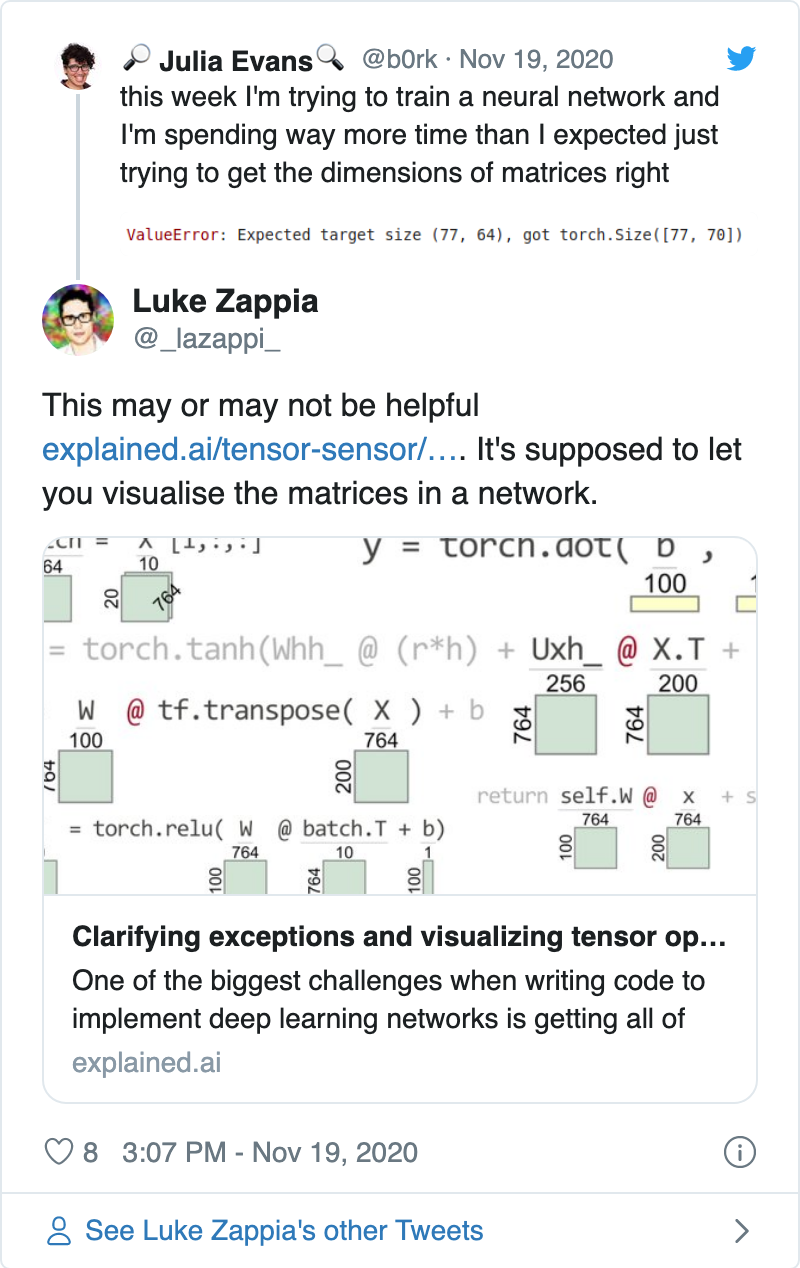 Julia Evans @b0rk · Nov 19, 2020
this week I'm trying to train a neural network and
I'm spending way more time than I expected just
trying to get the dimensions of matrices right
ValueError: Expected target size (77, 64), got torch.Size([77, 70])
Luke Zappia
@_lazappi_
This may or may not be helpful
explained.ai/tensor-sensor/…. It's supposed to let
you visualise the matrices in a network.
= X [1,:,:] y = torch.dot( b ,
64 10 100
20 764
= torch.tanh(Whh_ @ (r*h) + Uxh_ @ X.T +
256 200
764 764
W @ tf.transpose( X ) + b
100 764
764 200
return self.W @ x + s
764 764
100 200
= torch.relu( W @ batch.T + b)
764 10 1
100 764 100
Clarifying exceptions and visualizing tensor op...
One of the biggest challenges when writing code to
implement deep learning networks is getting all of
explained.ai
8 3:07 PM - Nov 19, 2020
See Luke Zappia's other Tweets